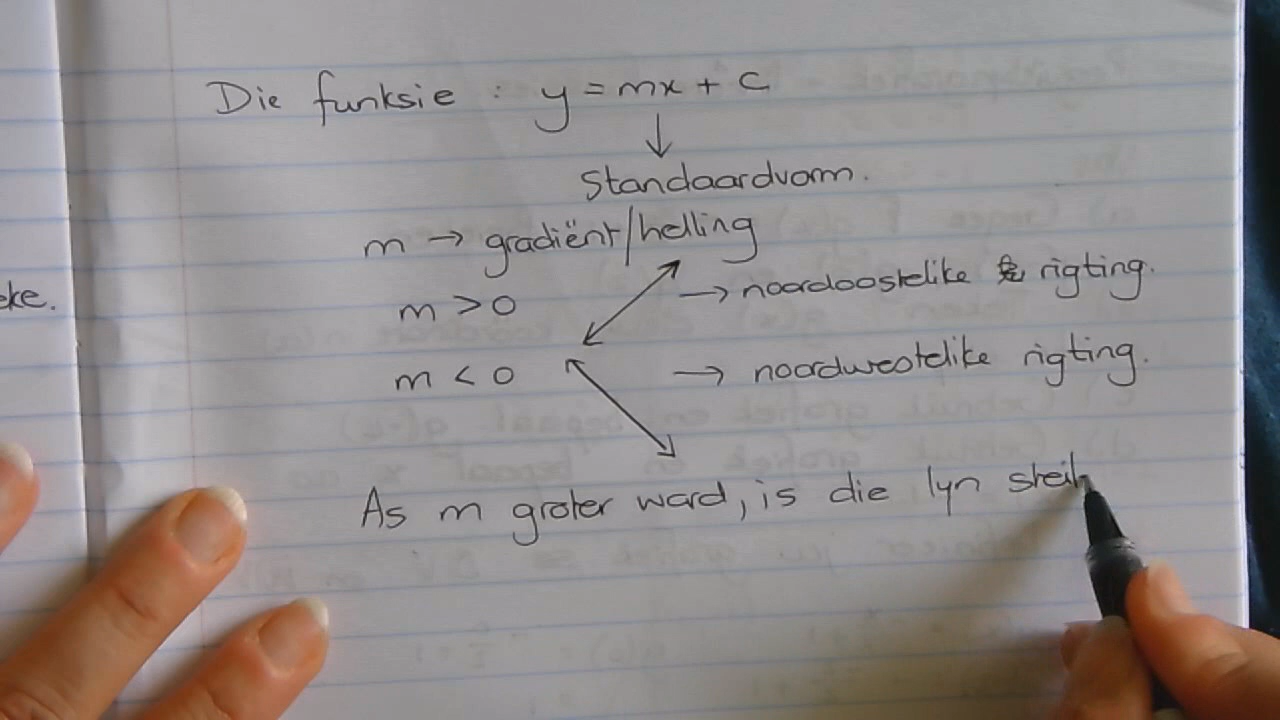 Die funksie : y = mx + c
↓
standaardvorm.
m → gradiënt/helling
m > 0 → noordoostelike rigting.
eke.
m < 0 → noordwestelike rigting.
As m groter word, is die lyn steil